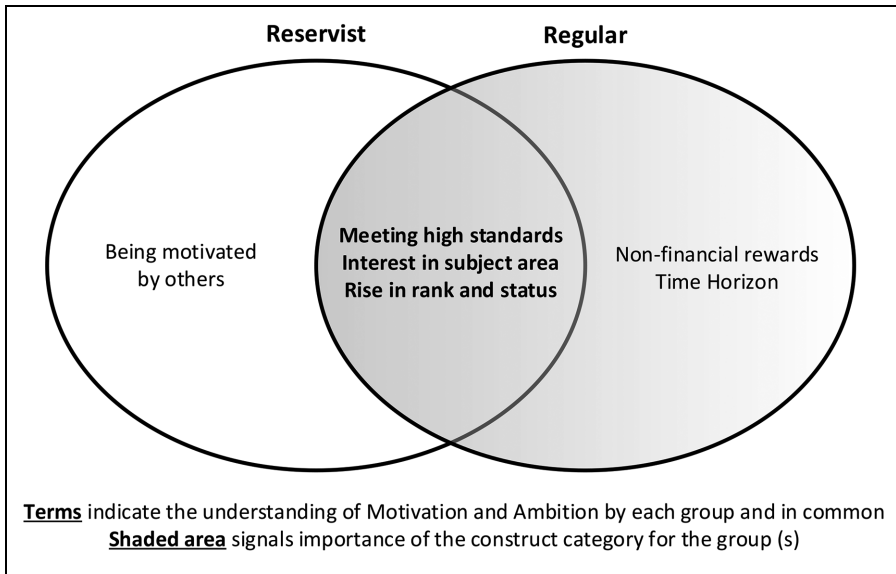 Reservist
Regular
Being motivated
by others
Meeting high standards
Interest in subject area
Rise in rank and status
Non-financial rewards
Time Horizon
Terms indicate the understanding of Motivation and Ambition by each group and in common
Shaded area signals importance of the construct category for the group (s)